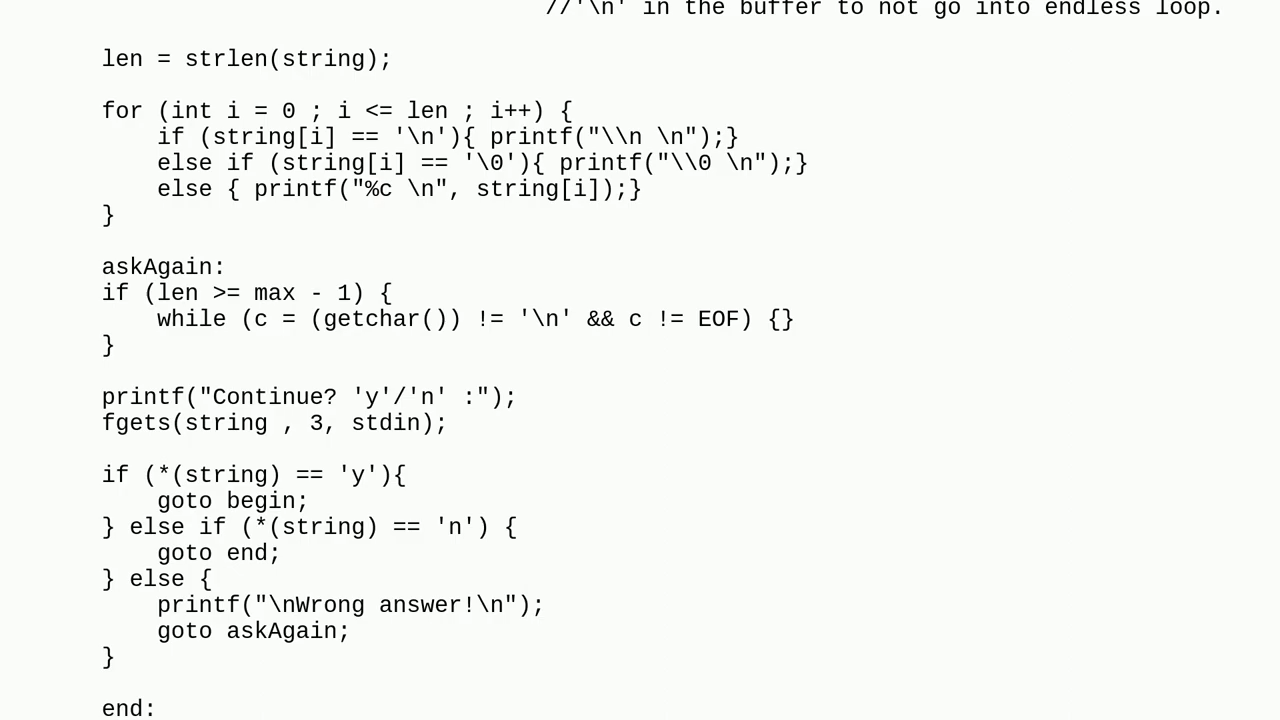 //'\n' in the buffer to not go into endless loop.
len = strlen(string);
for (int i = 0 ; i <= len ; i++) {
    if (string[i] == '\n'){ printf("\\n \n");}
    else if (string[i] == '\0'){ printf("\\0 \n");}
    else { printf("%c \n", string[i]);}
}
askAgain:
if (len >= max - 1) {
    while (c = (getchar()) != '\n' && c != EOF) {}
}
printf("Continue? 'y'/'n' :");
fgets(string , 3, stdin);
if (*(string) == 'y'){
    goto begin;
} else if (*(string) == 'n') {
    goto end;
} else {
    printf("\nWrong answer!\n");
    goto askAgain;
}
end: